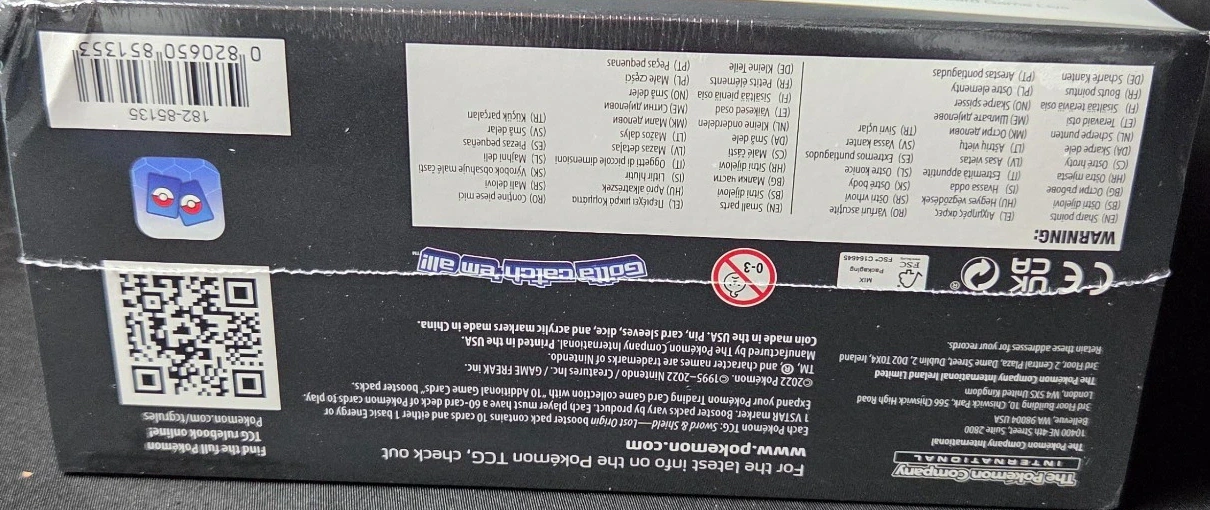 The Pokémon Company
INTERNATIONAL
The Pokémon Company International
10400 NE 4th Street, Suite 2800
Bellevue, WA 98004 USA
3rd Floor Building 10, Chiswick Park, 566 Chiswick High Road
London, W4 5XS United Kingdom
The Pokémon Company International Ireland Limited
3rd Floor, 2 Central Plaza, Dame Street, Dublin 2, D02 T0X4, Ireland
Retain these addresses for your records.
For the latest info on the Pokémon TCG, check out
www.pokemon.com
Each Pokémon TCG: Sword & Shield—Lost Origin booster pack contains 10 cards and either 1 basic Energy or
1 VSTAR marker. Booster packs vary by product. Each player must have a 60-card deck of Pokémon cards to play.
Expand your Pokémon Trading Card Game collection with "10 Additional Game Cards" booster packs.
©2022 Pokémon. ©1995–2022 Nintendo / Creatures Inc. / GAME FREAK inc.
TM, ®, and character names are trademarks of Nintendo.
Manufactured by The Pokémon Company International. Printed in the USA.
Coin made in the USA. Pin, card sleeves, dice, and acrylic markers made in China.
Find the full Pokémon
TCG rulebook online!
Pokemon.com/tcgrules
CE
UK
CA
®
FSC
MIX
Packaging
FSC® C164645
0-3
Gotta catch 'em all!™
WARNING:
(EN) Sharp points
(BS) Oštri dijelovi
(BG) Остри ръбове
(HR) Oštra mjesta
(CS) Ostré hroty
(DA) Skarpe dele
(NL) Scherpe punten
(ET) Teravaid otsi
(FI) Sisältää teräviä osia
(FR) Bouts pointus
(DE) Scharfe Kanten
(EL) Αιχμηρές άκρες
(HU) Hegyes végződések
(IS) Hvassa odda
(IT) Estremità appuntite
(LV) Asas vietas
(LT) Aštrių vietų
(MK) Остри делови
(ME) Шиљате дијелове
(NO) Skarpe spisser
(PL) Ostre elementy
(PT) Arestas pontiagudas
(RO) Vârfuri ascuțite
(SR) Oštri vrhovi
(SK) Ostré body
(SL) Ostre konice
(ES) Extremos puntiagudos
(SV) Vassa kanter
(TR) Sivri uçlar
(EN) Small parts
(BS) Sitni dijelovi
(BG) Малки части
(HR) Sitni dijelovi
(CS) Malé části
(DA) Små dele
(NL) Kleine onderdelen
(ET) Väikesed osad
(FI) Sisältää pieniä osia
(FR) Petits éléments
(DE) Kleine Teile
(EL) Περιέχει μικρά κομμάτια
(HU) Apró alkatrészek
(IS) Litlir hlutir
(IT) Oggetti di piccole dimensioni
(LV) Mazas detaļas
(LT) Mažos dalys
(MK) Мали делови
(ME) Ситни дијелови
(NO) Små deler
(PL) Małe części
(PT) Peças pequenas
(RO) Conține piese mici
(SR) Mali delovi
(SK) Výrobok obsahuje malé časti
(SL) Majhni deli
(ES) Piezas pequeñas
(SV) Små delar
(TR) Küçük parçaları
182-85135
0 820650 851353